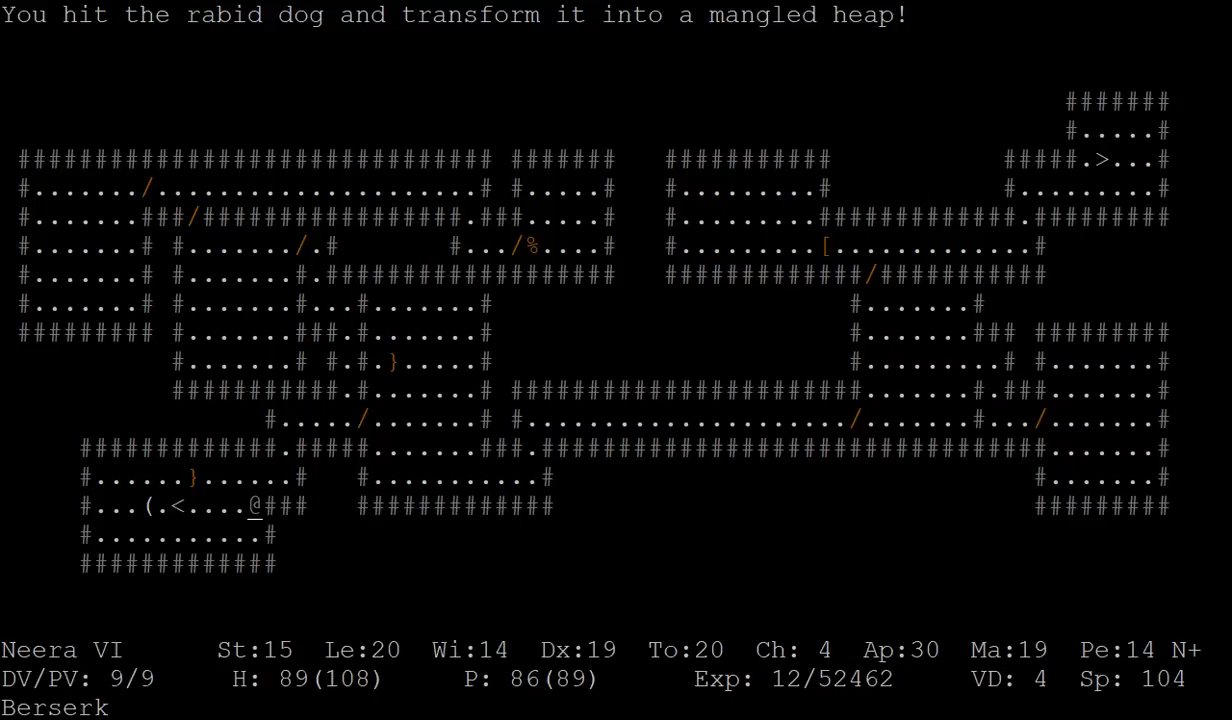 You hit the rabid dog and transform it into a mangled heap!
#######
#.....#
############################### ####### ########### #####.>...#
#......./....................# #.....# #.........# #.........#
#.......###/#################.###.....# #.........#############.#########
#.......# #......./.# #.../%....# #.........[.............#
#.......# #.......#.################### #############/###########
#.......# #.......#...#.......# #.......#
######### #.......###.#.......# #.......### #########
#.......# #.#.}.....# #.........# #.......#
###########.#.......# #######################.......#.###.......#
#...../.......# #...................../.......#.../.......#
#############.#####.......###.#################################.......#
#......}......# #...........# #.......#
#...(.<....@### ############# #########
#...........#
#############
Neera VI St:15 Le:20 Wi:14 Dx:19 To:20 Ch: 4 Ap:30 Ma:19 Pe:14 N+
DV/PV: 9/9 H: 89(108) P: 86(89) Exp: 12/52462 VD: 4 Sp: 104
Berserk